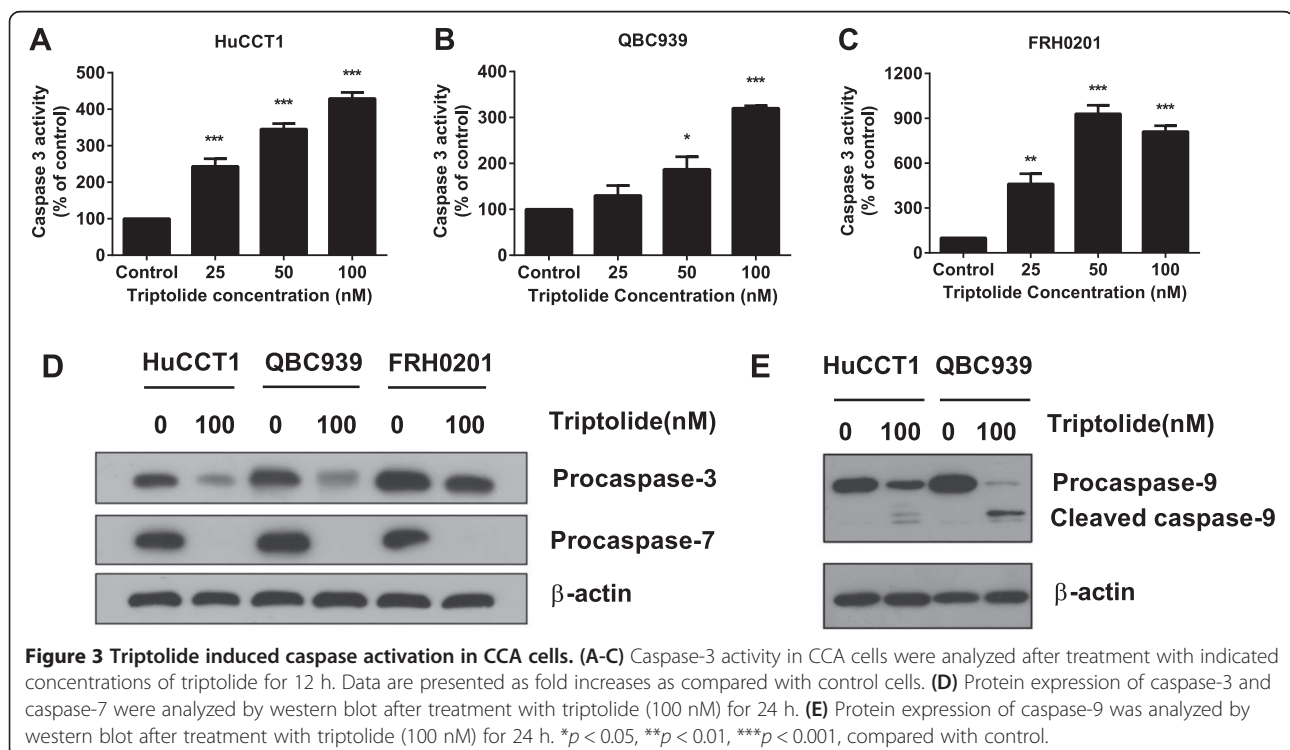 A
HuCCT1
Caspase 3 activity
(% of control)
500
400
300
200
100
0
***
***
***
Control 25 50 100
Triptolide concentration (nM)
B
QBC939
Caspase 3 activity
(% of control)
400
300
200
100
0
*
***
Control 25 50 100
Triptolide Concentration (nM)
C
FRH0201
Caspase 3 activity
(% of control)
1200
900
600
300
0
**
***
***
Control 25 50 100
Triptolide Concentration (nM)
D
HuCCT1 QBC939 FRH0201
0 100 0 100 0 100 Triptolide(nM)
Procaspase-3
Procaspase-7
β-actin
E
HuCCT1 QBC939
0 100 0 100 Triptolide(nM)
Procaspase-9
Cleaved caspase-9
β-actin
Figure 3 Triptolide induced caspase activation in CCA cells. (A-C) Caspase-3 activity in CCA cells were analyzed after treatment with indicated
concentrations of triptolide for 12 h. Data are presented as fold increases as compared with control cells. (D) Protein expression of caspase-3 and
caspase-7 were analyzed by western blot after treatment with triptolide (100 nM) for 24 h. (E) Protein expression of caspase-9 was analyzed by
western blot after treatment with triptolide (100 nM) for 24 h. *p < 0.05, **p < 0.01, ***p < 0.001, compared with control.